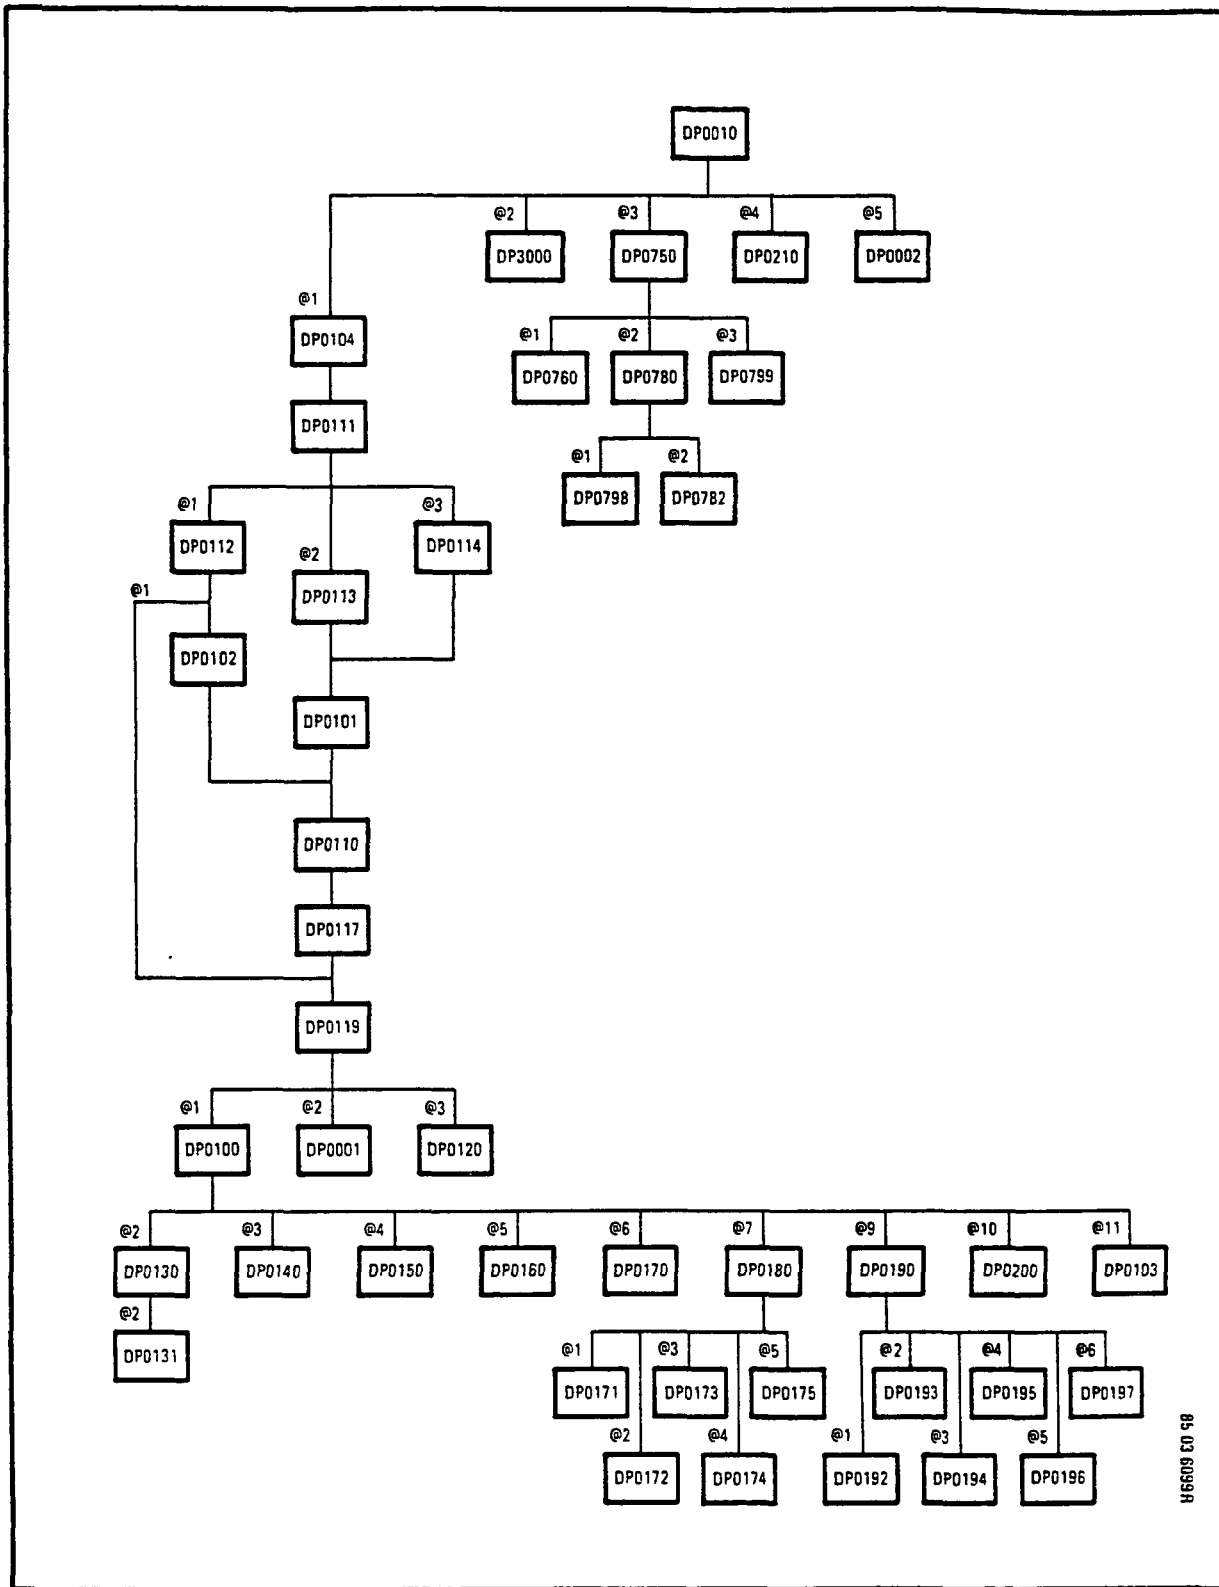 DP0010
@2 @3 @4 @5
DP3000 DP0750 DP0210 DP0002
@1
DP0104
@1 @2 @3
DP0760 DP0780 DP0799
DP0111
@1 @2
DP0798 DP0782
@1 @3
DP0112 DP0114
@2
DP0113
@1
DP0102
DP0101
DP0110
DP0117
DP0119
@1 @2 @3
DP0100 DP0001 DP0120
@2 @3 @4 @5 @6 @7 @9 @10 @11
DP0130 DP0140 DP0150 DP0160 DP0170 DP0180 DP0190 DP0200 DP0103
@2
DP0131
@1 @3 @5 @2 @4 @6
DP0171 DP0173 DP0175 DP0193 DP0195 DP0197
@2 @4 @1 @3 @5
DP0172 DP0174 DP0192 DP0194 DP0196
85 03 6099R